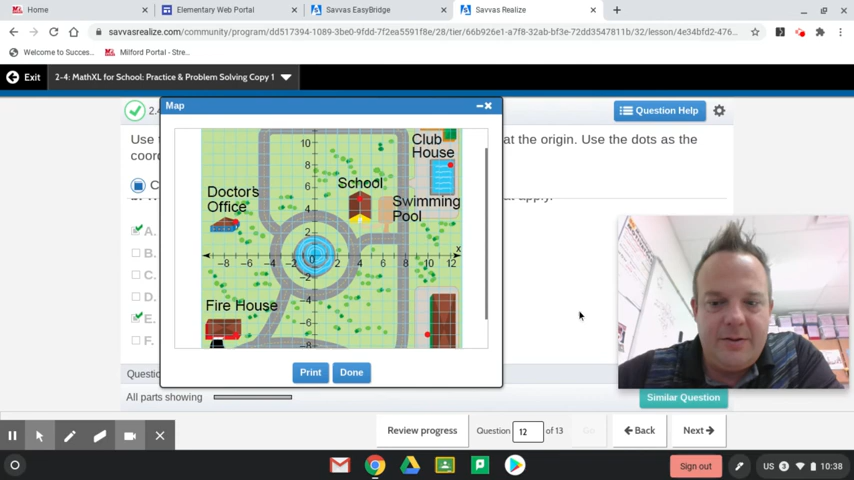 Home
Elementary Web Portal
Savvas EasyBridge
Savvas Realize
savvasrealize.com/community/program/dd517394-1089-3be0-9fdd-7f2ea5591f8e/28/tier/66b926e1-a7f8-32ab-bf3e-72dd3547811b/32/lesson/4e34bfd2-476...
Welcome to Succes...
Milford Portal - Stre...
Exit
2-4: MathXL for School: Practice & Problem Solving Copy 1
2.
Map
Question Help
Use t
at the origin. Use the dots as the
coord
C
apply.
A.
B.
C.
D.
E.
F.
Club
House
School
Doctor's
Office
Swimming
Pool
Fire House
10
8
6
4
2
x
−8 −6 −4 −2 0 2 4 6 8 10 12
−2
−4
−6
−8
Print
Done
Questio
All parts showing
Similar Question
Review progress
Question 12 of 13
Back
Next
Sign out
US 3 10:38